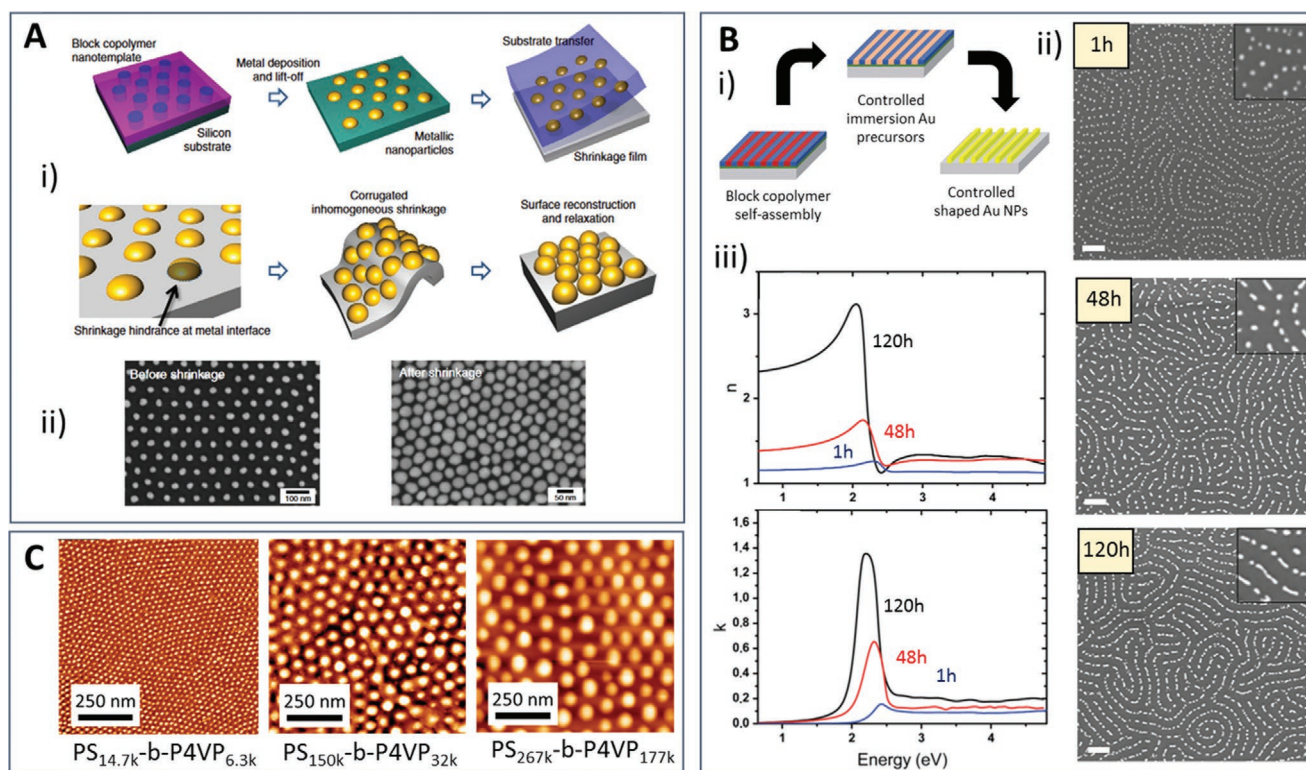 A
Block copolymer
nanotemplate
Metal deposition
and lift-off
Substrate transfer
Silicon
substrate
Metallic
nanoparticles
Shrinkage film
i)
Corrugated
inhomogeneous shrinkage
Surface reconstruction
and relaxation
Shrinkage hindrance at metal interface
ii)
Before shrinkage
100 nm
After shrinkage
50 nm
B
i)
Controlled
immersion Au
precursors
Block copolymer
self-assembly
Controlled
shaped Au NPs
ii)
1h
48h
120h
iii)
n
3
2
1
120h
48h
1h
1 2 3 4
k
1,6
1,4
1,2
1,0
0,8
0,6
0,4
0,2
0,0
120h
48h
1h
1 2 3 4
Energy (eV)
C
250 nm
250 nm
250 nm
PS14.7k-b-P4VP6.3k
PS150k-b-P4VP32k
PS267k-b-P4VP177k